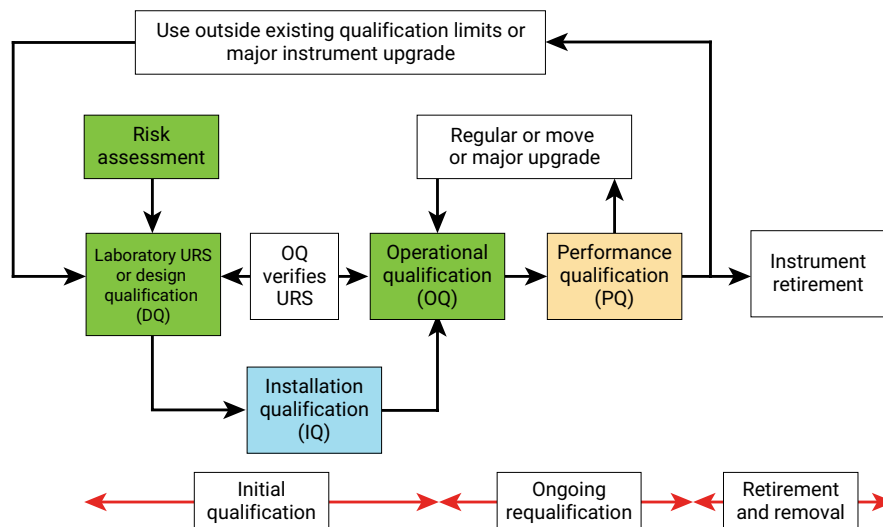 Use outside existing qualification limits or
major instrument upgrade
Risk
assessment
Regular or move
or major upgrade
Laboratory URS
or design
qualification
(DQ)
OQ
verifies
URS
Operational
qualification
(OQ)
Performance
qualification
(PQ)
Instrument
retirement
Installation
qualification
(IQ)
Initial
qualification
Ongoing
requalification
Retirement
and removal